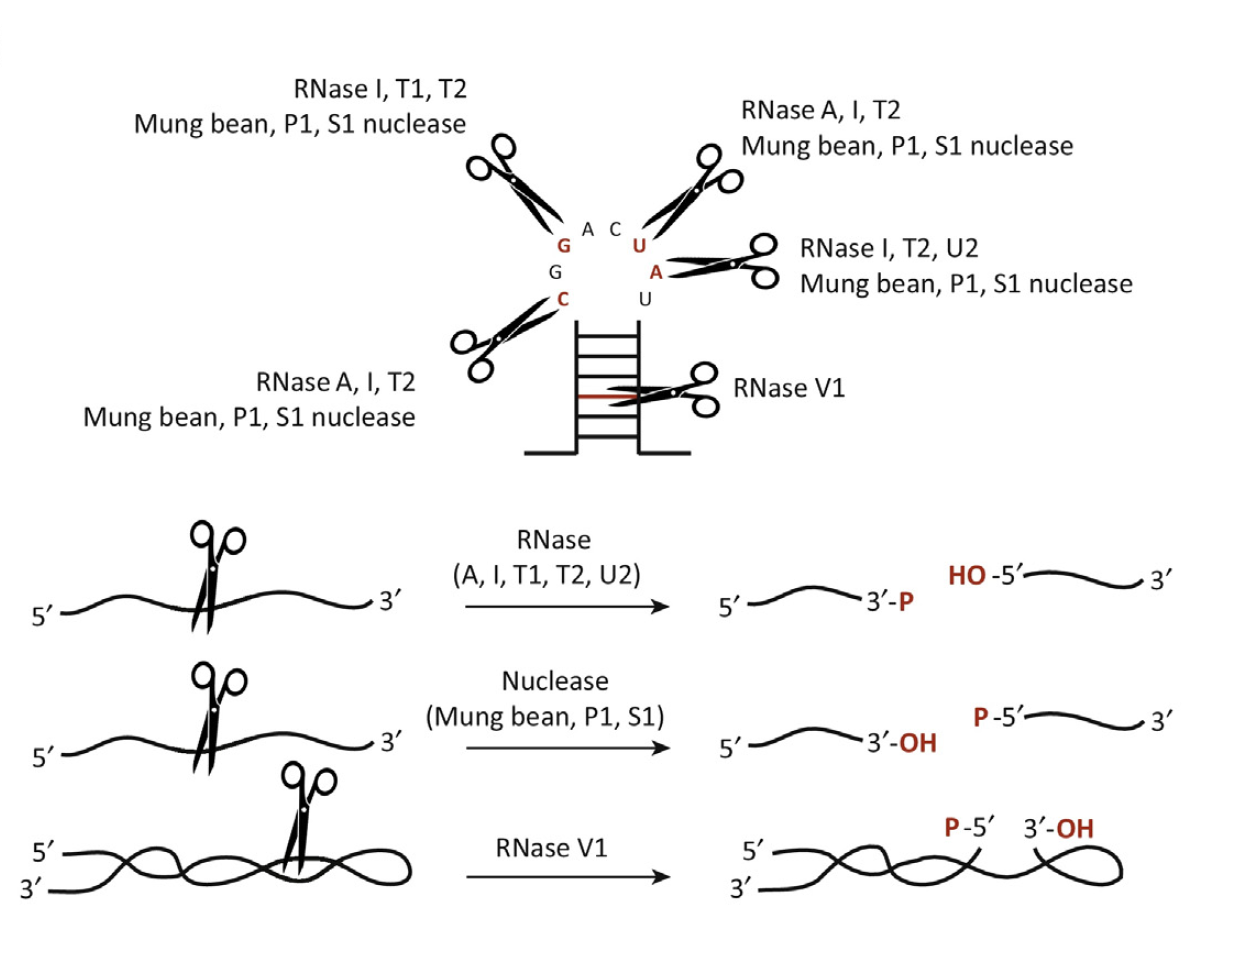 RNase I, T1, T2
Mung bean, P1, S1 nuclease
RNase A, I, T2
Mung bean, P1, S1 nuclease
A C
G U
G A
C U
RNase I, T2, U2
Mung bean, P1, S1 nuclease
RNase A, I, T2
Mung bean, P1, S1 nuclease
RNase V1
RNase
(A, I, T1, T2, U2)
5′ 3′ 5′ 3′-P HO-5′ 3′
Nuclease
(Mung bean, P1, S1)
5′ 3′ 5′ 3′-OH P-5′ 3′
RNase V1
5′ 5′ P-5′ 3′-OH
3′ 3′